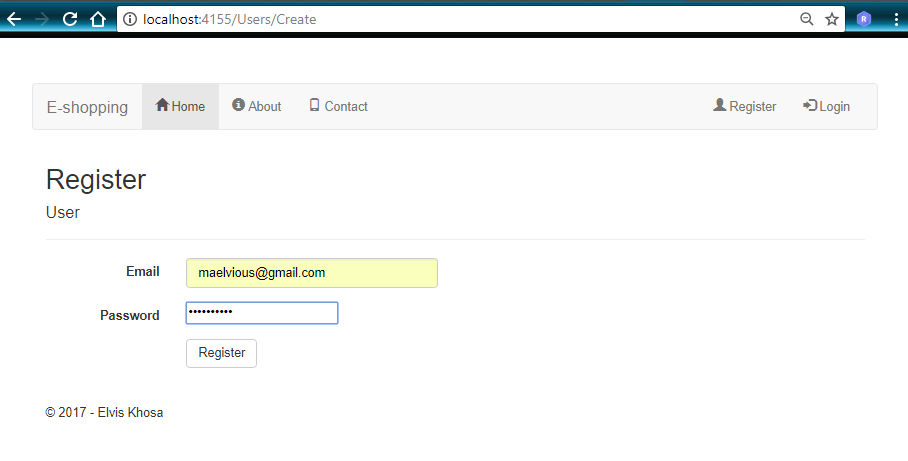 localhost:4155/Users/Create
R
E-shopping Home About Contact Register Login
Register
User
Email maelvious@gmail.com
Password ••••••••••
Register
© 2017 - Elvis Khosa